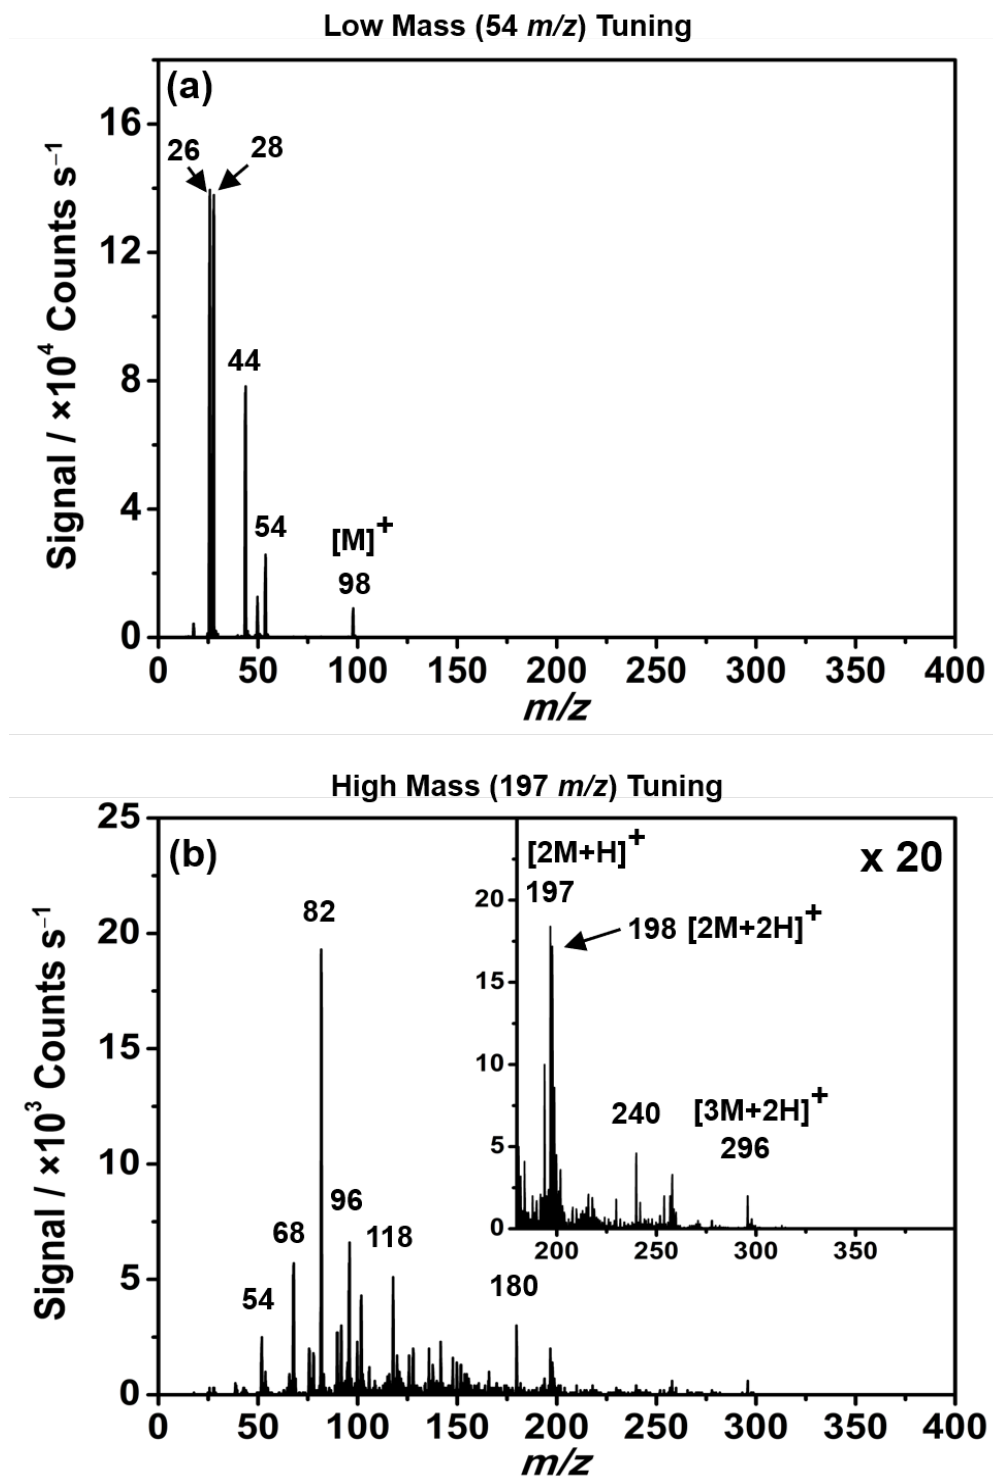 Low Mass (54 m/z) Tuning
(a)
26
28
44
54
[M]⁺
98
16
12
8
4
0
Signal / ×10⁴ Counts s⁻¹
0 50 100 150 200 250 300 350 400
m/z
High Mass (197 m/z) Tuning
(b)
[2M+H]⁺
x 20
197
198 [2M+2H]⁺
82
96
68
118
54
180
240
[3M+2H]⁺
296
20
15
10
5
0
200 250 300 350
25
20
15
10
5
0
Signal / ×10³ Counts s⁻¹
0 50 100 150 200 250 300 350 400
m/z